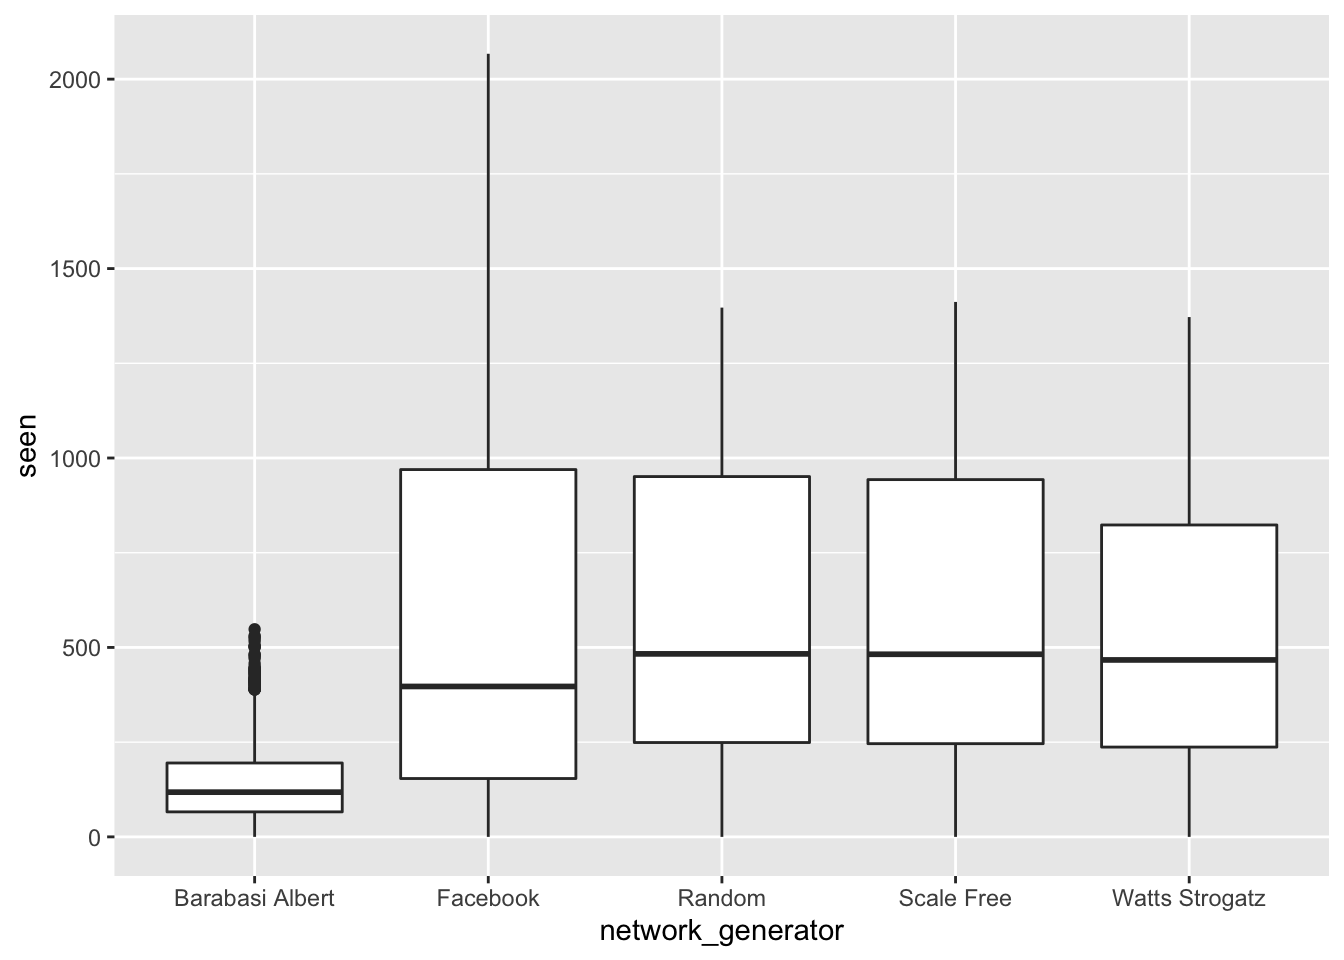 2000
1500
1000
500
0
seen
Barabasi Albert Facebook Random Scale Free Watts Strogatz
network_generator